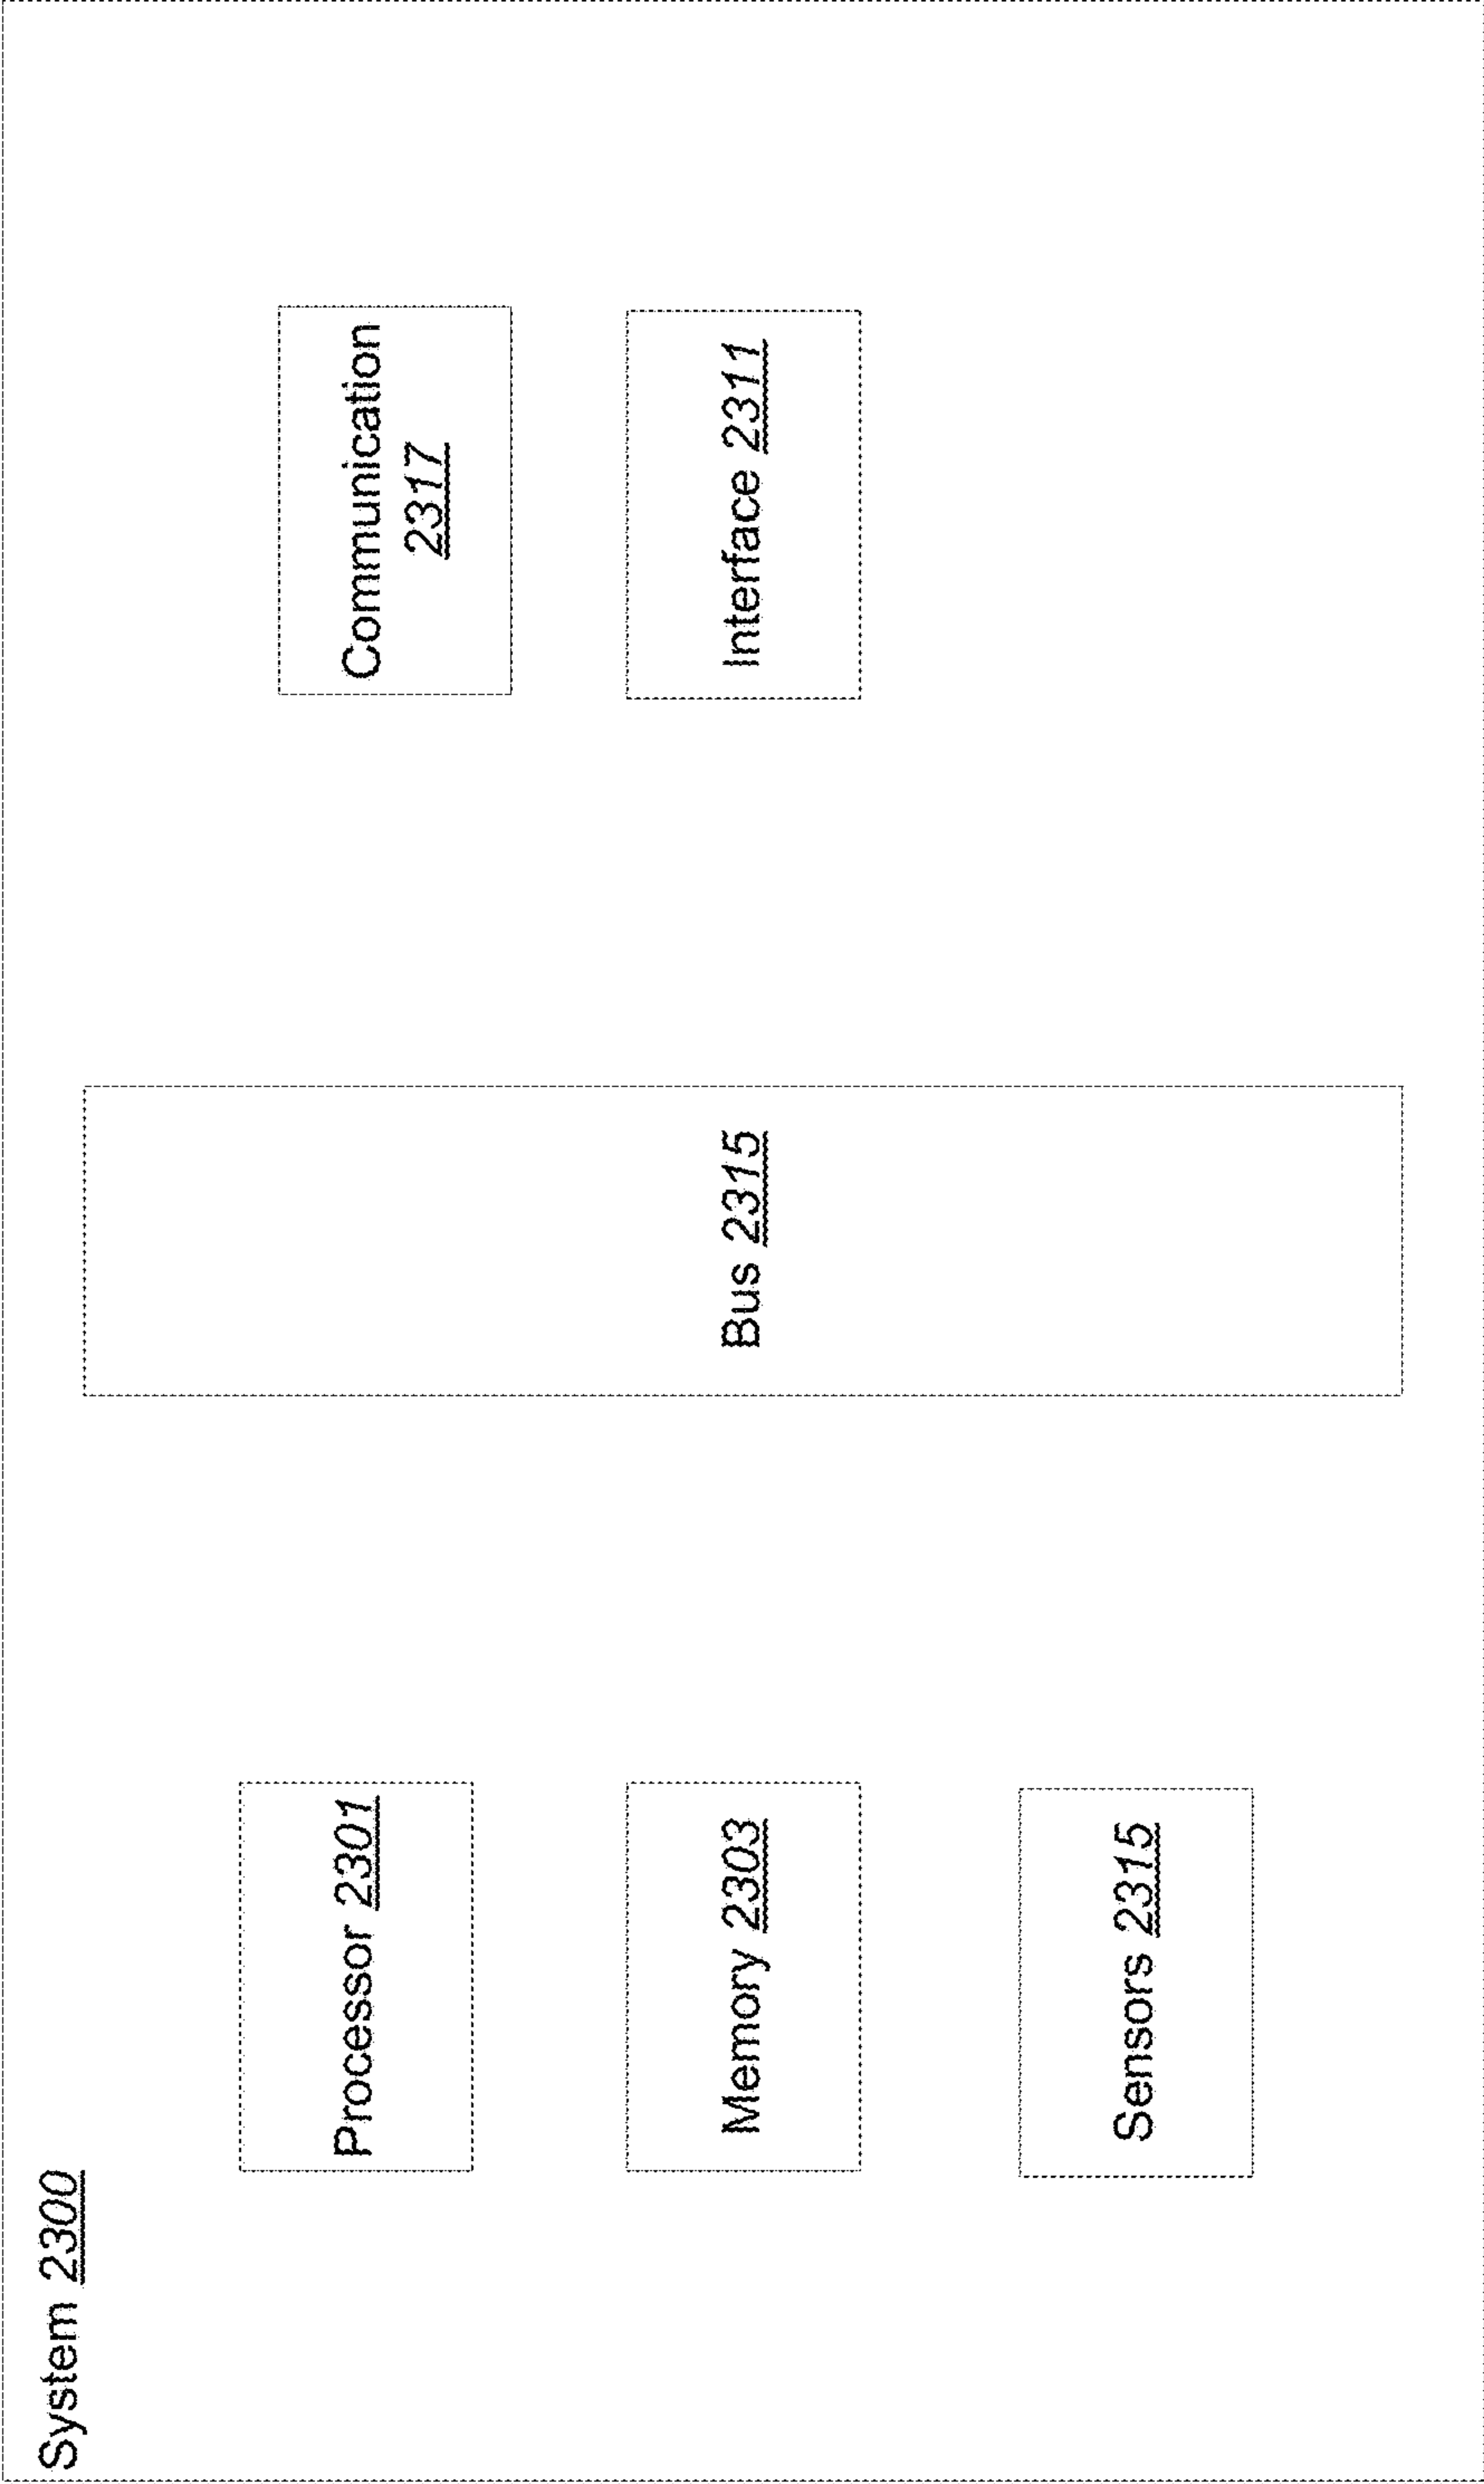 System 2300
Processor 2301
Memory 2303
Sensors 2315
Bus 2315
Communication
2317
Interface 2311